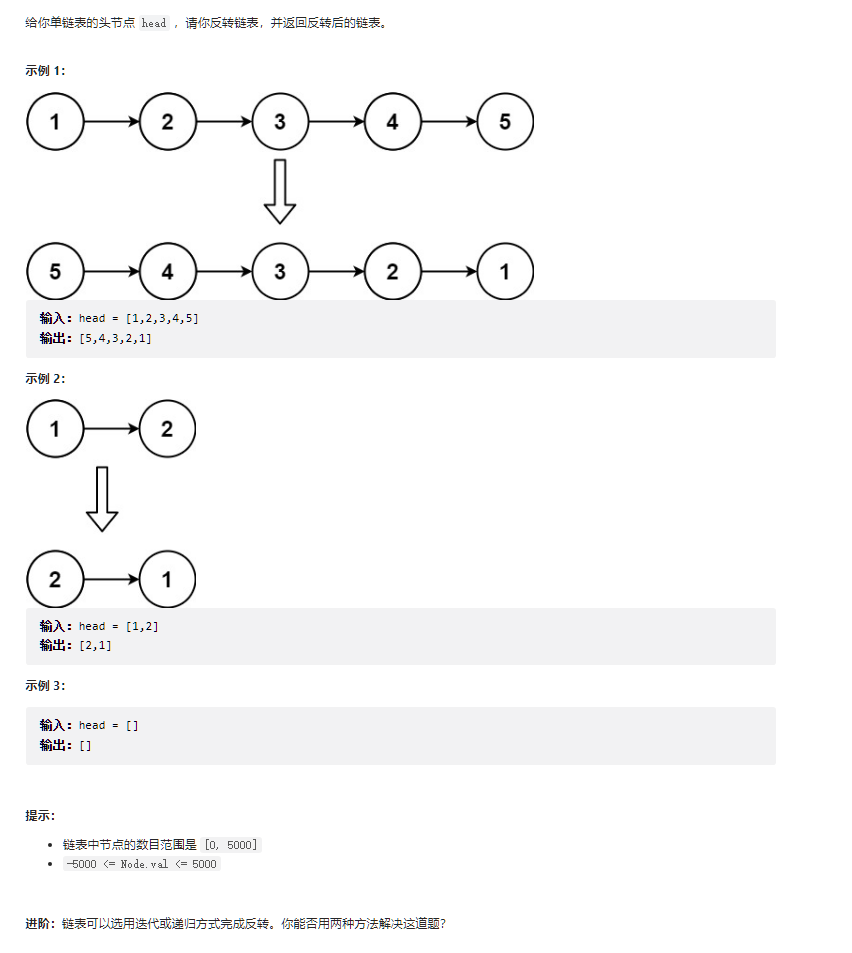 给你单链表的头节点 head ，请你反转链表，并返回反转后的链表。
示例 1：
1 2 3 4 5
5 4 3 2 1
输入：head = [1,2,3,4,5]
输出：[5,4,3,2,1]
示例 2：
1 2
2 1
输入：head = [1,2]
输出：[2,1]
示例 3：
输入：head = []
输出：[]
提示：
链表中节点的数目范围是 [0, 5000]
-5000 <= Node.val <= 5000
进阶：链表可以选用迭代或递归方式完成反转。你能否用两种方法解决这道题？